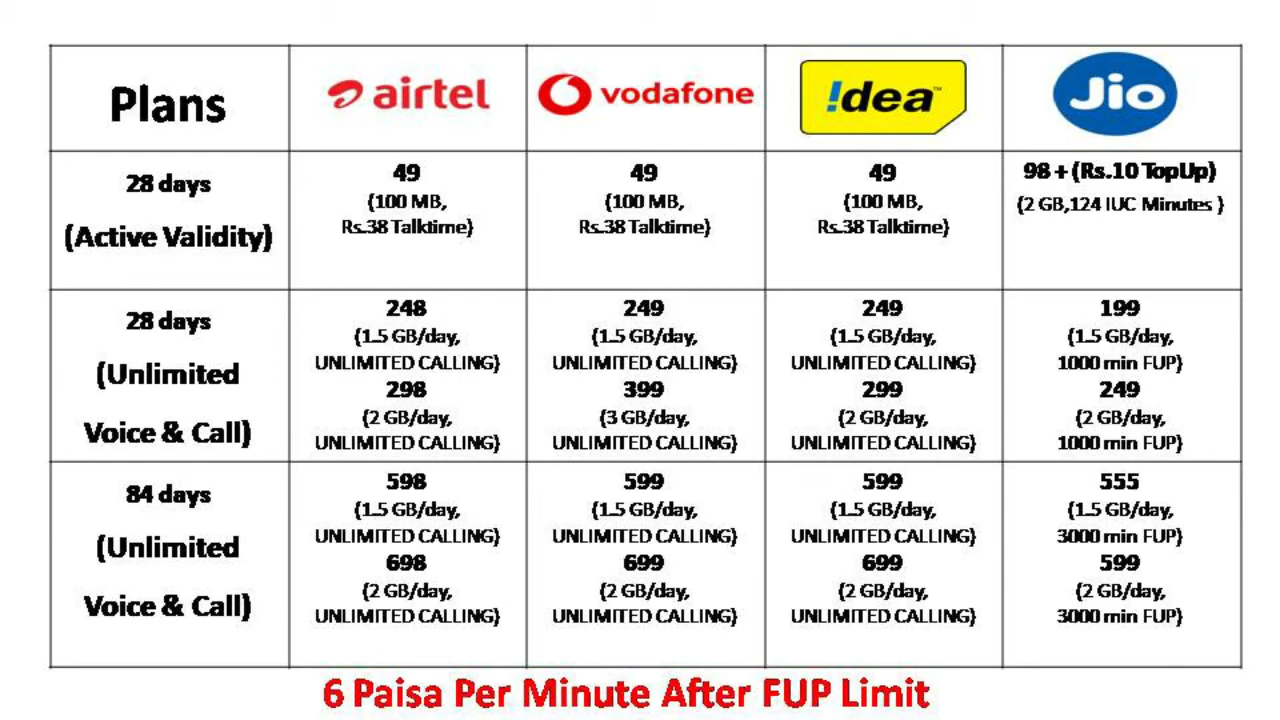 Plans
airtel
vodafone
!dea™
Jio
28 days
(Active Validity)
49
(100 MB,
Rs.38 Talktime)
49
(100 MB,
Rs.38 Talktime)
49
(100 MB,
Rs.38 Talktime)
98 + (Rs.10 TopUp)
(2 GB,124 IUC Minutes )
28 days
(Unlimited
Voice & Call)
248
(1.5 GB/day,
UNLIMITED CALLING)
298
(2 GB/day,
UNLIMITED CALLING)
249
(1.5 GB/day,
UNLIMITED CALLING)
399
(3 GB/day,
UNLIMITED CALLING)
249
(1.5 GB/day,
UNLIMITED CALLING)
299
(2 GB/day,
UNLIMITED CALLING)
199
(1.5 GB/day,
1000 min FUP)
249
(2 GB/day,
1000 min FUP)
84 days
(Unlimited
Voice & Call)
598
(1.5 GB/day,
UNLIMITED CALLING)
698
(2 GB/day,
UNLIMITED CALLING)
599
(1.5 GB/day,
UNLIMITED CALLING)
699
(2 GB/day,
UNLIMITED CALLING)
599
(1.5 GB/day,
UNLIMITED CALLING)
699
(2 GB/day,
UNLIMITED CALLING)
555
(1.5 GB/day,
3000 min FUP)
599
(2 GB/day,
3000 min FUP)
6 Paisa Per Minute After FUP Limit